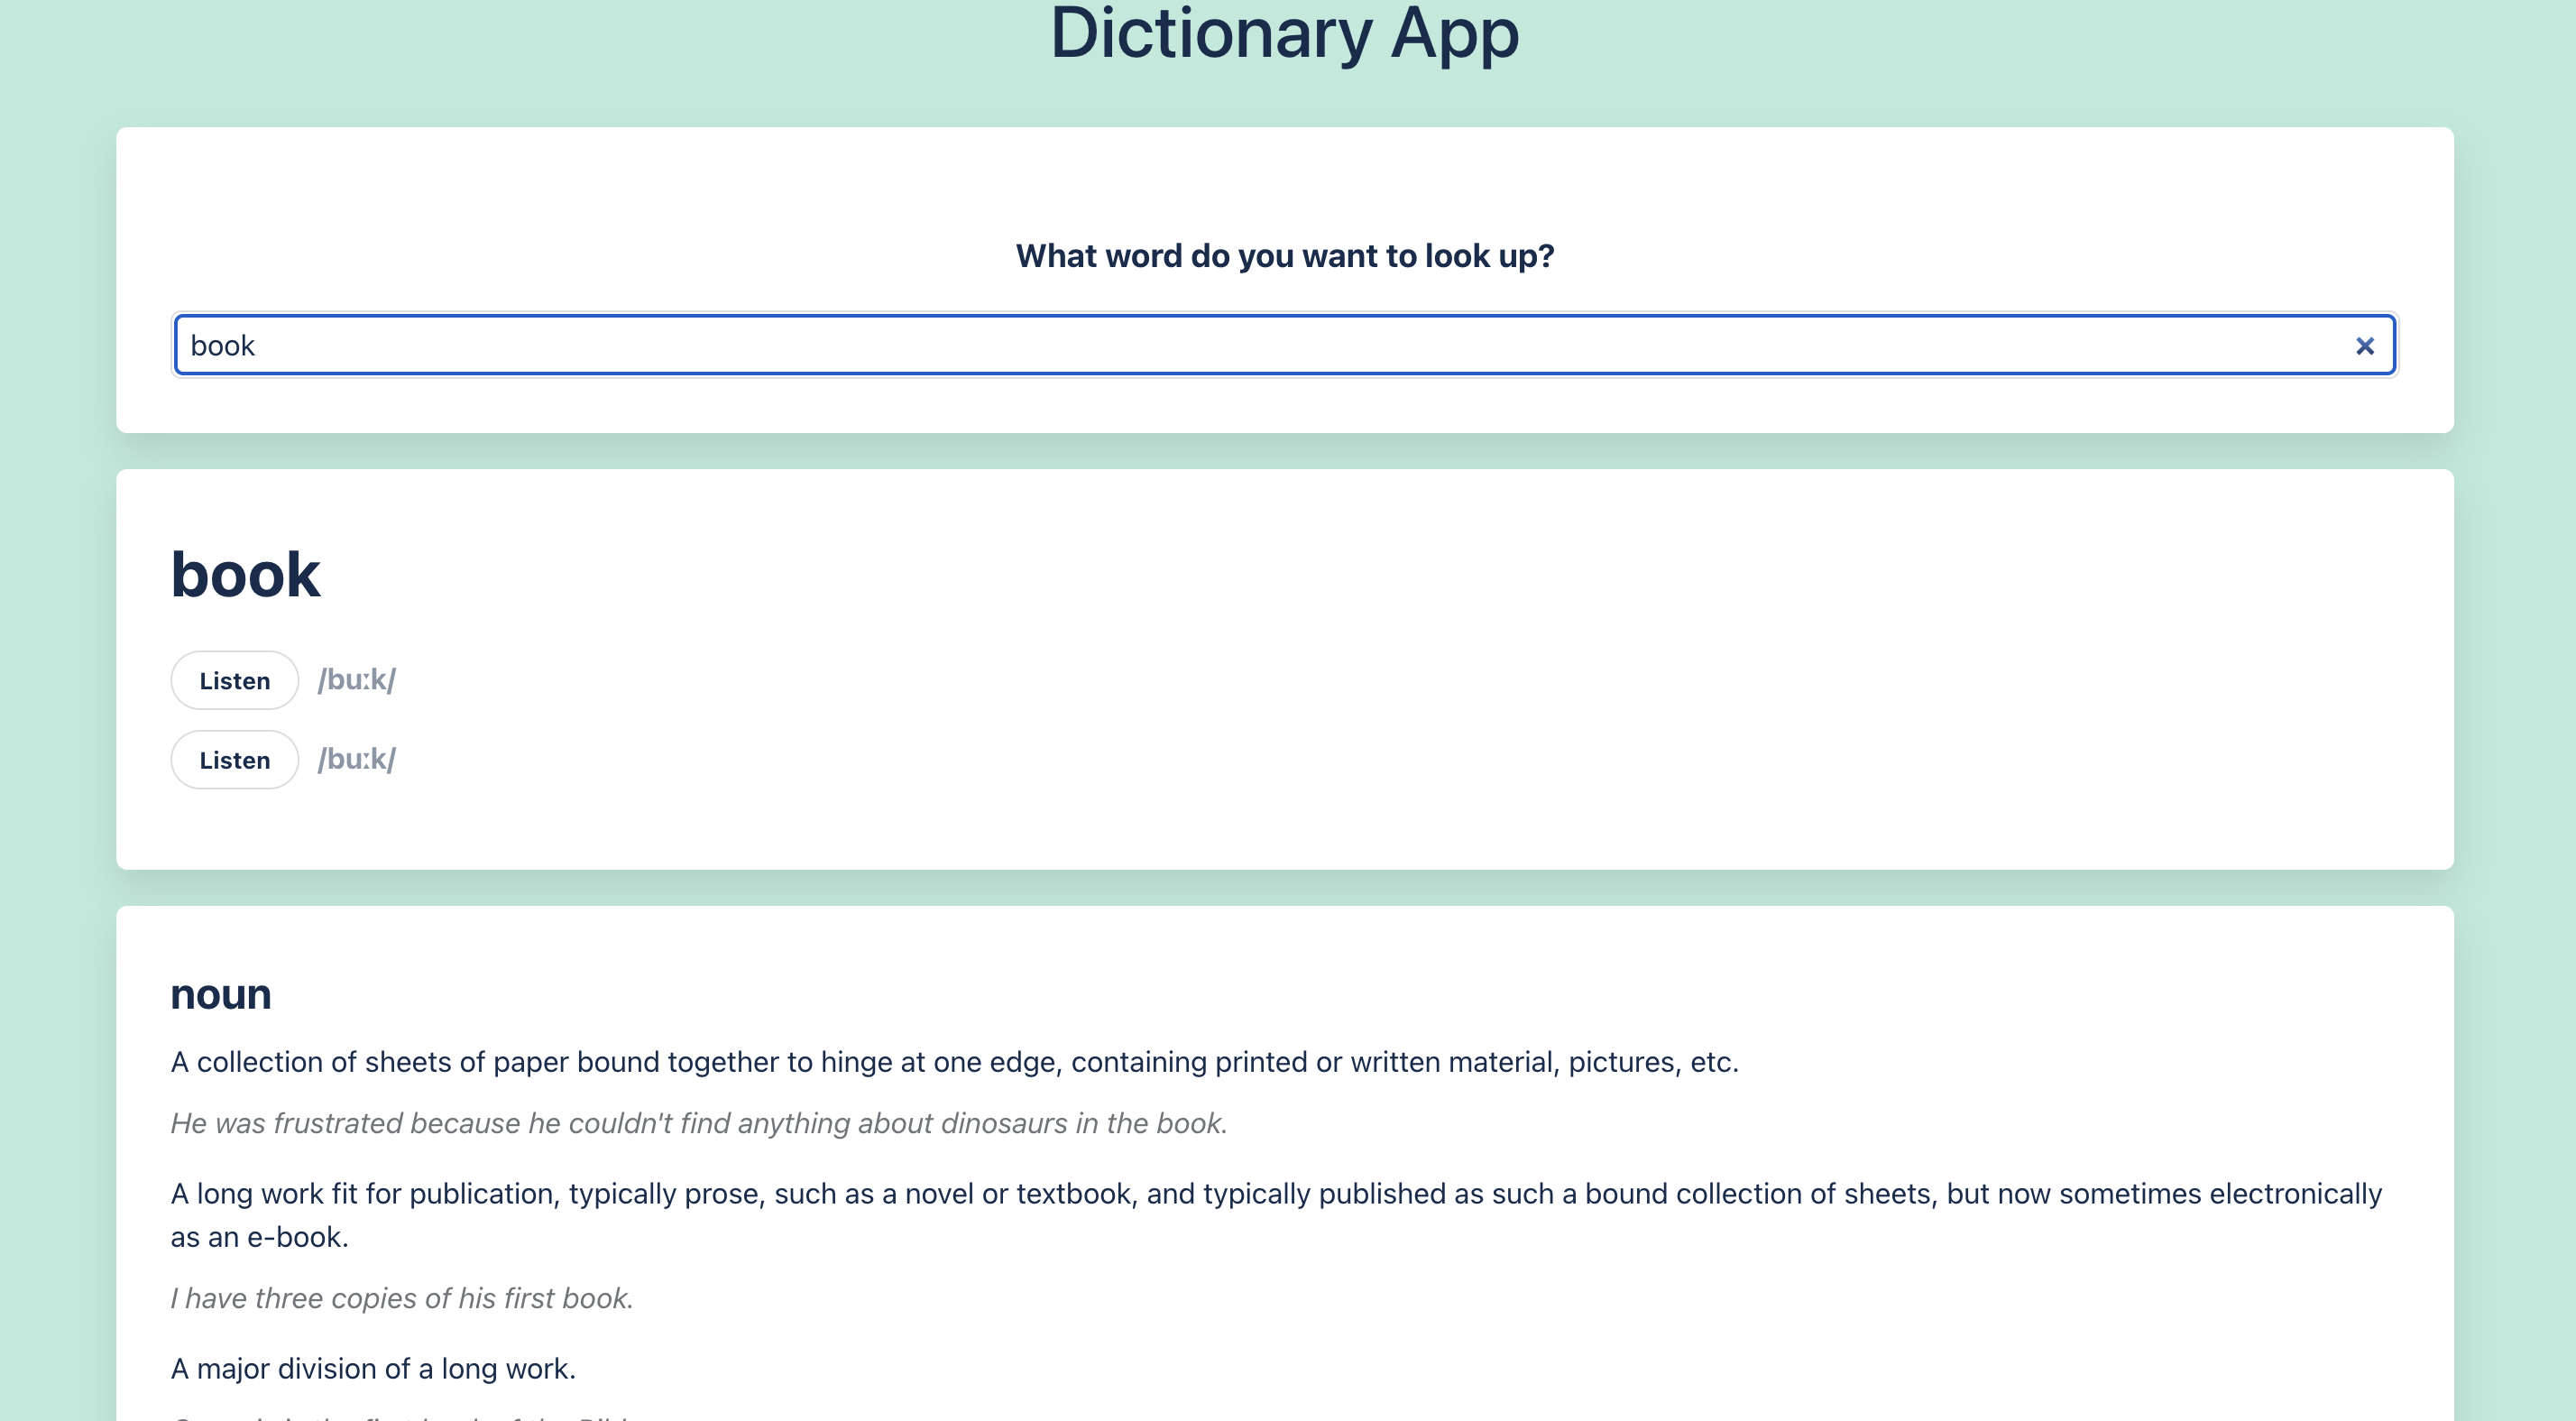 Dictionary App
What word do you want to look up?
book
book
Listen /buːk/
Listen /buːk/
noun
A collection of sheets of paper bound together to hinge at one edge, containing printed or written material, pictures, etc.
He was frustrated because he couldn't find anything about dinosaurs in the book.
A long work fit for publication, typically prose, such as a novel or textbook, and typically published as such a bound collection of sheets, but now sometimes electronically
as an e-book.
I have three copies of his first book.
A major division of a long work.